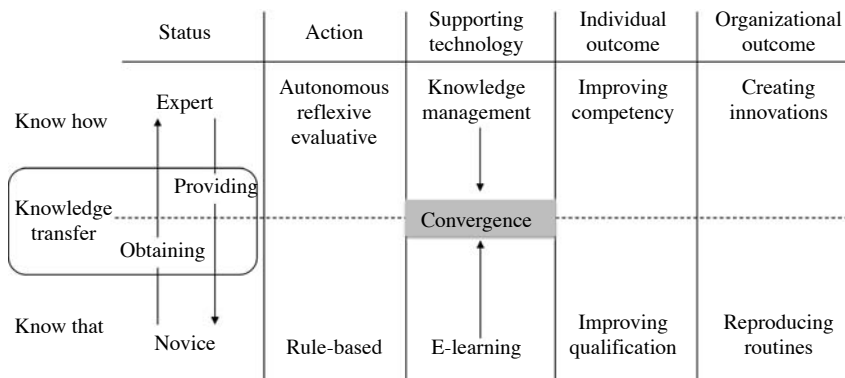 Status
Action
Supporting
technology
Individual
outcome
Organizational
outcome
Know how
Expert
Autonomous
reflexive
evaluative
Knowledge
management
Improving
competency
Creating
innovations
Knowledge
transfer
Providing
Obtaining
Convergence
Know that
Novice
Rule-based
E-learning
Improving
qualification
Reproducing
routines